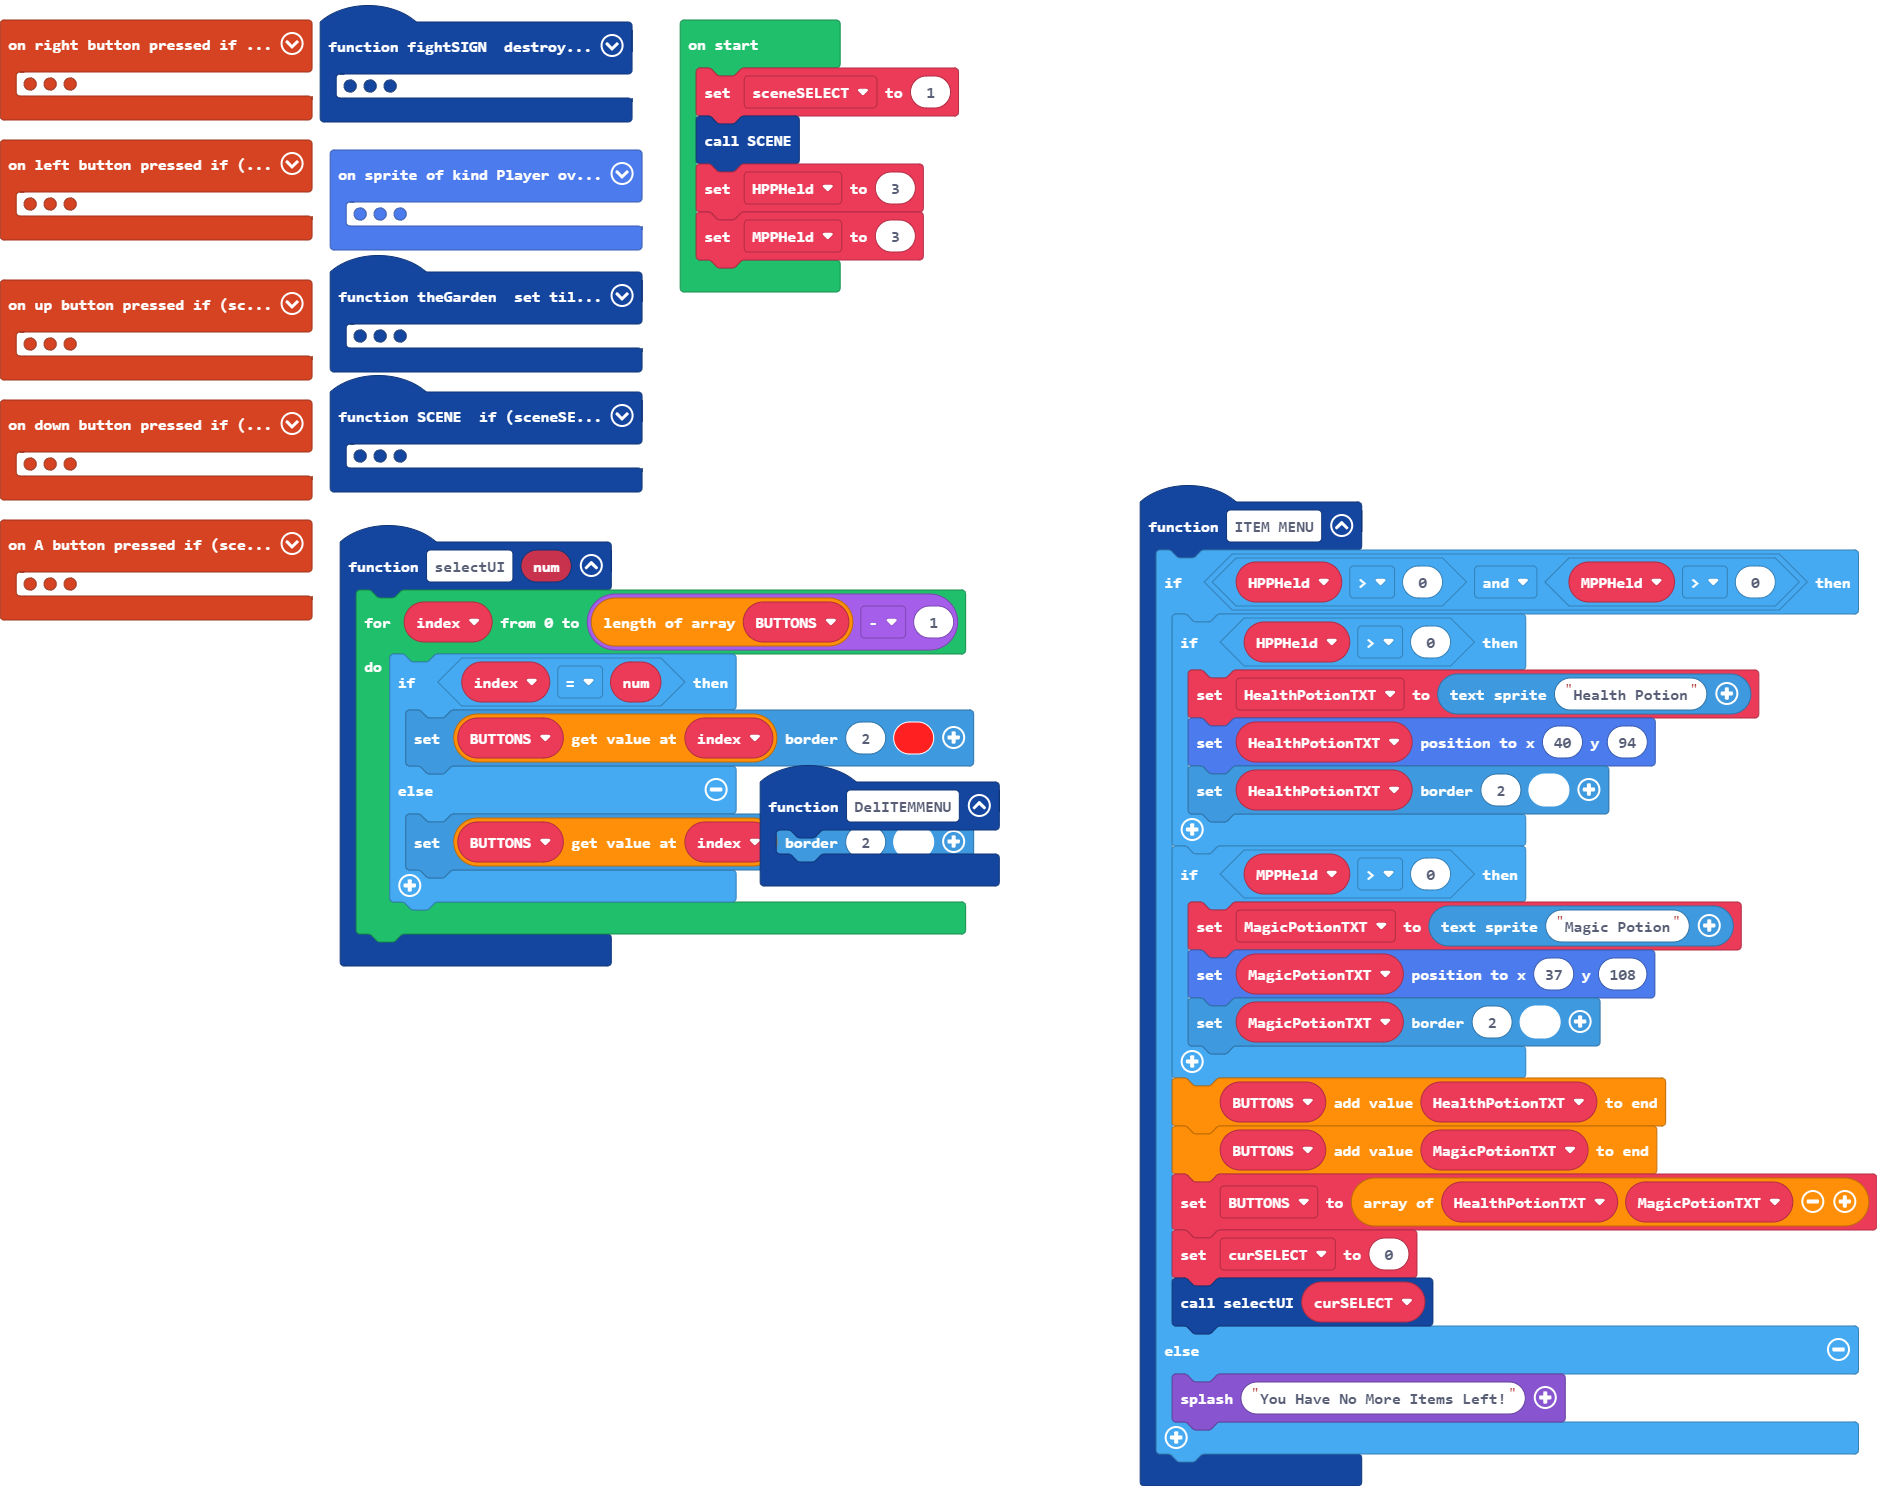 on right button pressed if ...
on left button pressed if (...
on up button pressed if (sc...
on down button pressed if (...
on A button pressed if (sce...
function fightSIGN destroy...
on sprite of kind Player ov...
function theGarden set til...
function SCENE if (sceneSE...
on start
set sceneSELECT to 1
call SCENE
set HPPHeld to 3
set MPPHeld to 3
function selectUI num
for index from 0 to length of array BUTTONS - 1
do
if index = num then
set BUTTONS get value at index border 2
else
set BUTTONS get value at index border 2
function DelITEMMENU
function ITEM MENU
if HPPHeld > 0 and MPPHeld > 0 then
if HPPHeld > 0 then
set HealthPotionTXT to text sprite "Health Potion"
set HealthPotionTXT position to x 40 y 94
set HealthPotionTXT border 2
if MPPHeld > 0 then
set MagicPotionTXT to text sprite "Magic Potion"
set MagicPotionTXT position to x 37 y 108
set MagicPotionTXT border 2
BUTTONS add value HealthPotionTXT to end
BUTTONS add value MagicPotionTXT to end
set BUTTONS to array of HealthPotionTXT MagicPotionTXT
set curSELECT to 0
call selectUI curSELECT
else
splash "You Have No More Items Left!"